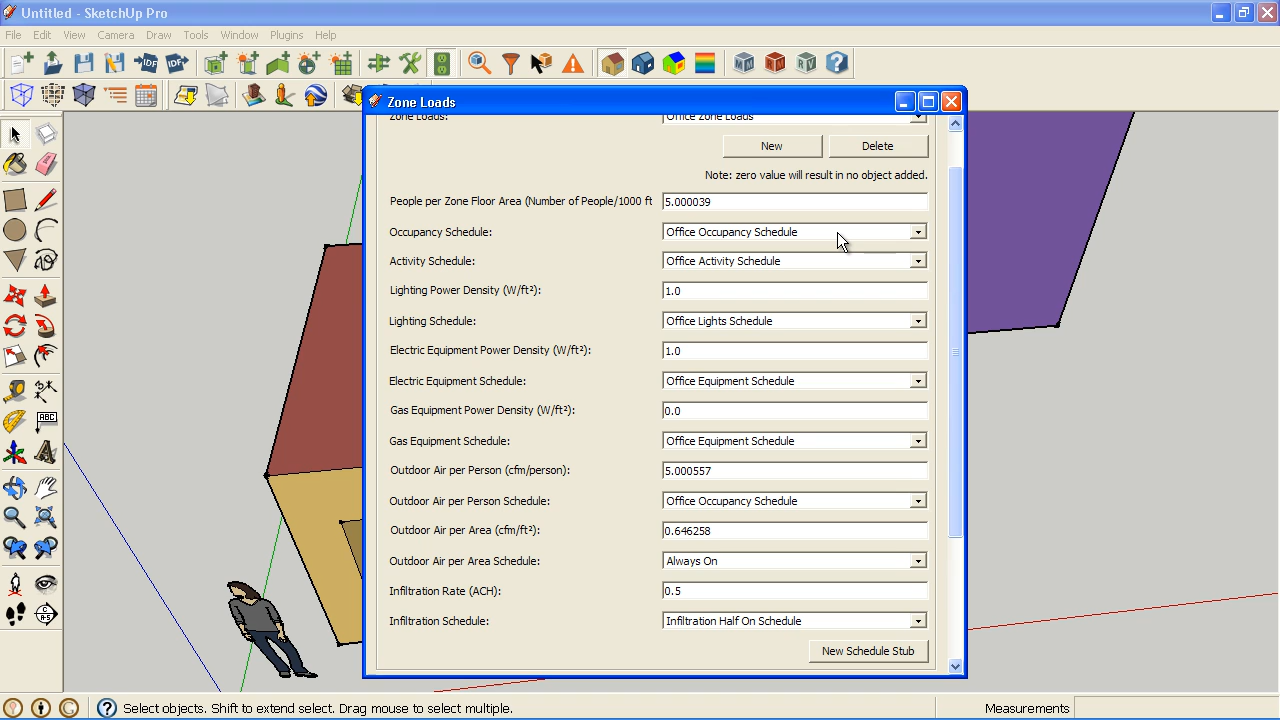 Untitled - SketchUp Pro
File Edit View Camera Draw Tools Window Plugins Help
Zone Loads
Zone Loads: Office Zone Loads
New Delete
Note: zero value will result in no object added.
People per Zone Floor Area (Number of People/1000 ft 5.000039
Occupancy Schedule: Office Occupancy Schedule
Activity Schedule: Office Activity Schedule
Lighting Power Density (W/ft²): 1.0
Lighting Schedule: Office Lights Schedule
Electric Equipment Power Density (W/ft²): 1.0
Electric Equipment Schedule: Office Equipment Schedule
Gas Equipment Power Density (W/ft²): 0.0
Gas Equipment Schedule: Office Equipment Schedule
Outdoor Air per Person (cfm/person): 5.000557
Outdoor Air per Person Schedule: Office Occupancy Schedule
Outdoor Air per Area (cfm/ft²): 0.646258
Outdoor Air per Area Schedule: Always On
Infiltration Rate (ACH): 0.5
Infiltration Schedule: Infiltration Half On Schedule
New Schedule Stub
Select objects. Shift to extend select. Drag mouse to select multiple. Measurements